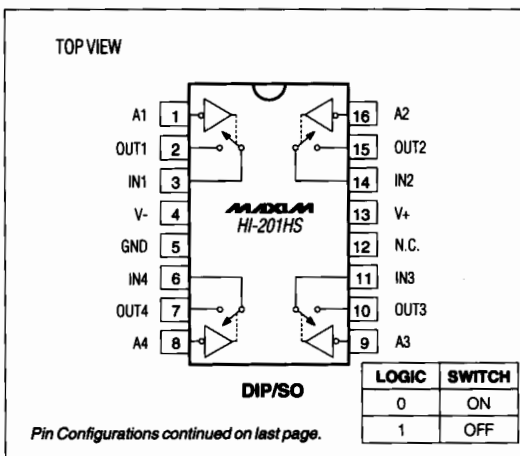 TOP VIEW
A1 1 16 A2
OUT1 2 15 OUT2
IN1 3 14 IN2
V- 4 MAXIM 13 V+
HI-201HS
GND 5 12 N.C.
IN4 6 11 IN3
OUT4 7 10 OUT3
A4 8 9 A3
DIP/SO
LOGIC SWITCH
0 ON
1 OFF
Pin Configurations continued on last page.